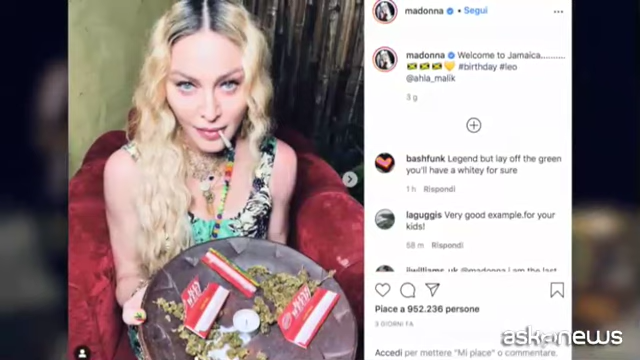 madonna • Segui
madonna Welcome to Jamaica...........
#birthday #leo
@ahla_malik
3 g
bashfunk Legend but lay off the green
you'll have a whitey for sure
1 h Rispondi
laguggis Very good example.for your
kids!
58 m Rispondi
@madonna i am the last
Piace a 952.236 persone
3 GIORNI FA
Accedi per mettere "Mi piace" o commentare.
askanews